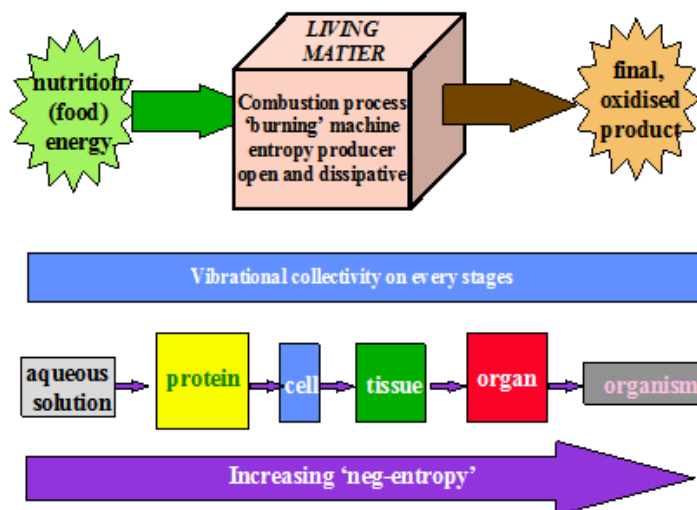 nutrition
(food)
energy
LIVING
MATTER
Combustion process
‘burning’ machine
entropy producer
open and dissipative
final,
oxidised
product
Vibrational collectivity on every stages
aqueous
solution
protein
cell
tissue
organ
organism
Increasing ‘neg-entropy’